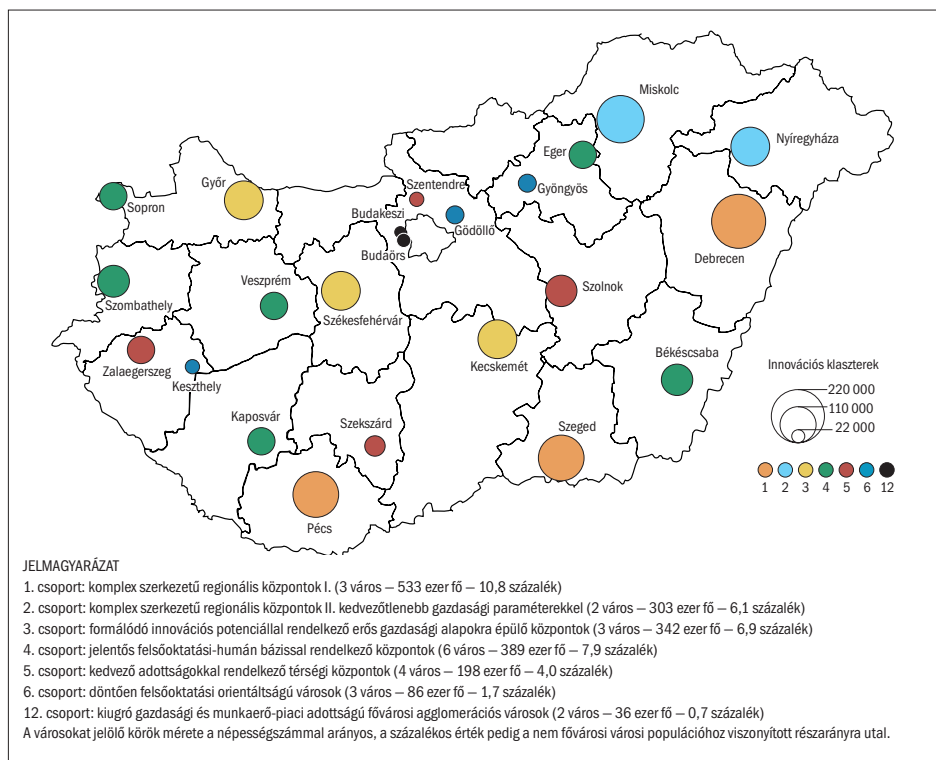 Miskolc
Nyíregyháza
Eger
Gyöngyös
Szentendre
Győr
Sopron
Budakeszi
Gödöllő
Budaörs
Debrecen
Veszprém
Szolnok
Szombathely
Székesfehérvár
Kecskemét
Békéscsaba
Zalaegerszeg
Keszthely
Kaposvár
Szekszárd
Szeged
Pécs
Innovációs klaszterek
220 000
110 000
22 000
1 2 3 4 5 6 12
JELMAGYARÁZAT
1. csoport: komplex szerkezetű regionális központok I. (3 város – 533 ezer fő – 10,8 százalék)
2. csoport: komplex szerkezetű regionális központok II. kedvezőtlenebb gazdasági paraméterekkel (2 város – 303 ezer fő – 6,1 százalék)
3. csoport: formálódó innovációs potenciállal rendelkező erős gazdasági alapokra épülő központok (3 város – 342 ezer fő – 6,9 százalék)
4. csoport: jelentős felsőoktatási-humán bázissal rendelkező központok (6 város – 389 ezer fő – 7,9 százalék)
5. csoport: kedvező adottságokkal rendelkező térségi központok (4 város – 198 ezer fő – 4,0 százalék)
6. csoport: döntően felsőoktatási orientáltságú városok (3 város – 86 ezer fő – 1,7 százalék)
12. csoport: kiugró gazdasági és munkaerő-piaci adottságú fővárosi agglomerációs városok (2 város – 36 ezer fő – 0,7 százalék)
A városokat jelölő körök mérete a népességszámmal arányos, a százalékos érték pedig a nem fővárosi városi populációhoz viszonyított részarányra utal.